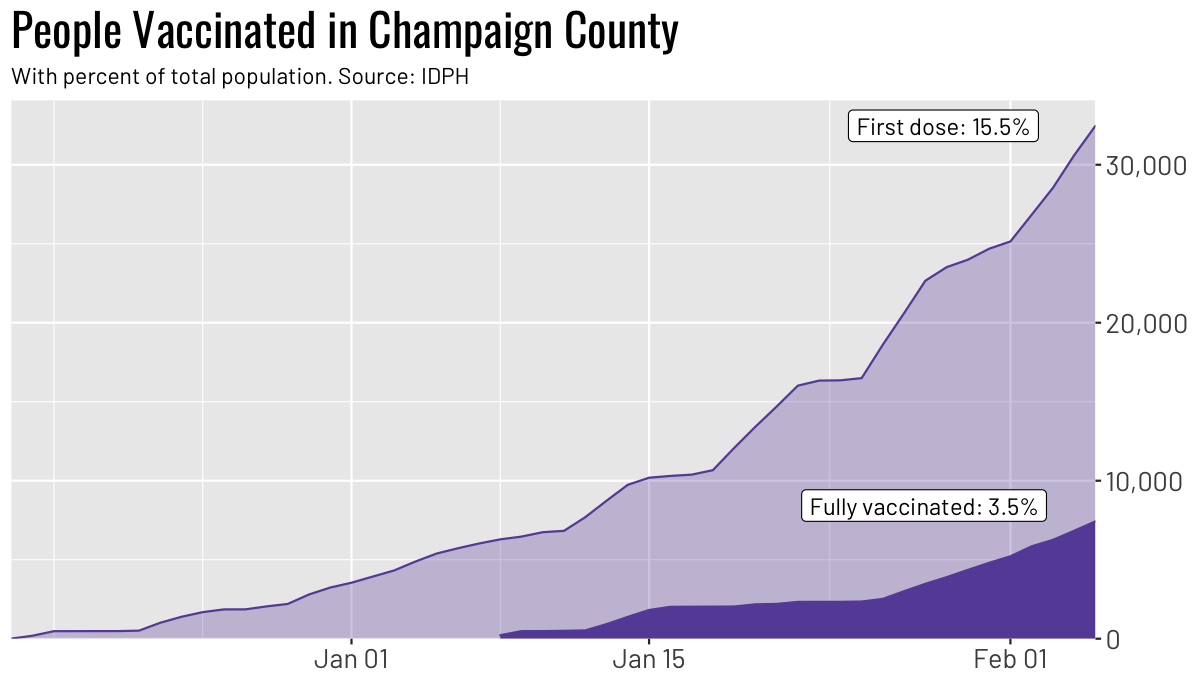 People Vaccinated in Champaign County
With percent of total population. Source: IDPH
First dose: 15.5%
30,000
20,000
10,000
Fully vaccinated: 3.5%
0
Jan 01
Jan 15
Feb 01